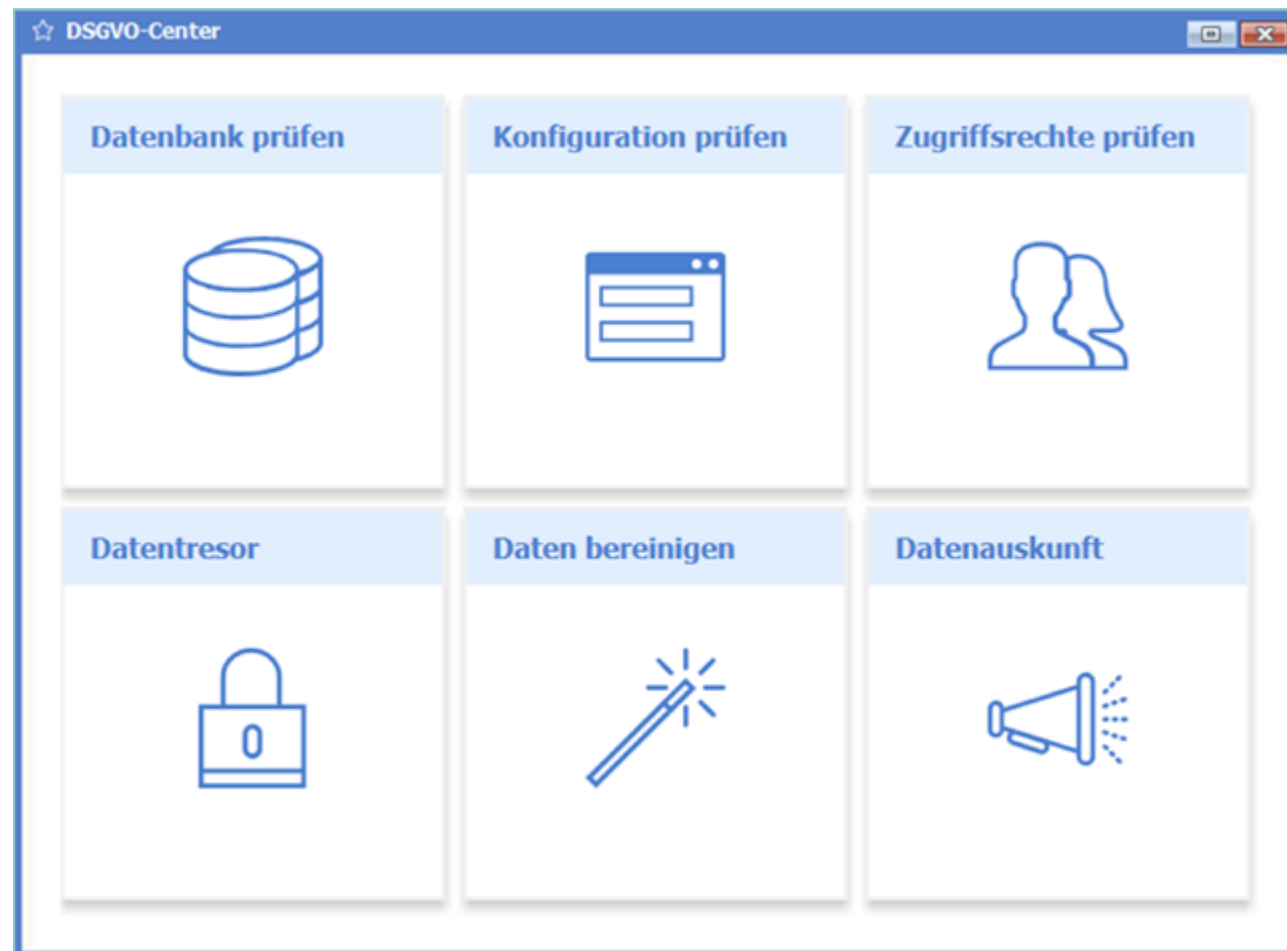 DSGVO-Center
Datenbank prüfen
Konfiguration prüfen
Zugriffsrechte prüfen
Datentresor
Daten bereinigen
Datenauskunft